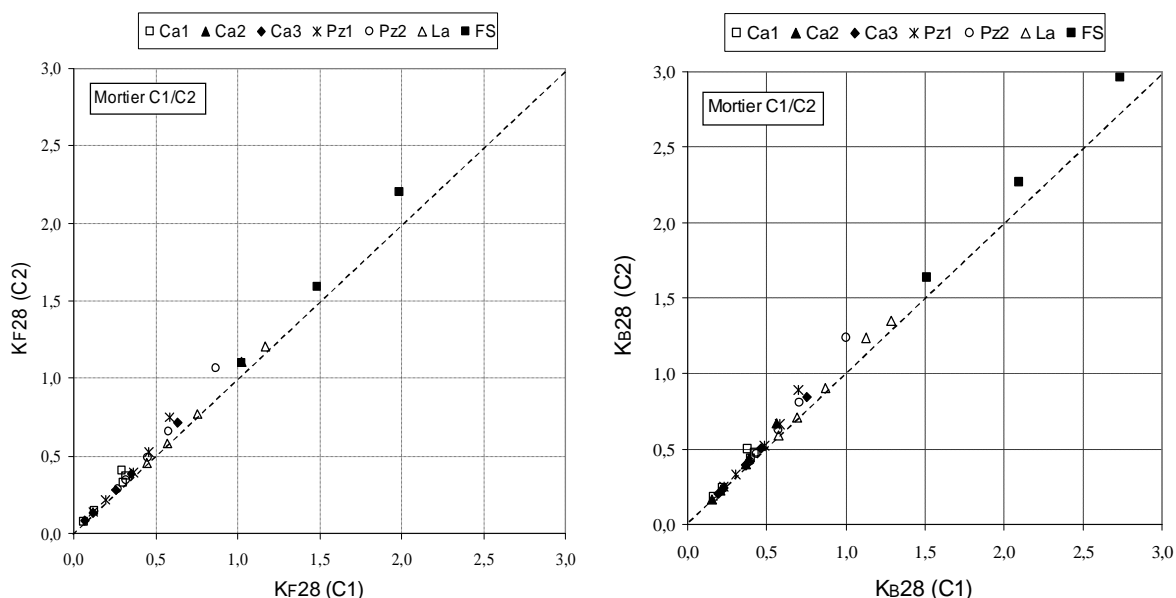 Ca1 Ca2 Ca3 Pz1 Pz2 La FS
3,0
Mortier C1/C2
2,5
2,0
1,5
1,0
0,5
0,0
KF28 (C2)
0,0 0,5 1,0 1,5 2,0 2,5 3,0
KF28 (C1)
Ca1 Ca2 Ca3 Pz1 Pz2 La FS
3,0
Mortier C1/C2
2,5
2,0
1,5
1,0
0,5
0,0
KB28 (C2)
0,0 0,5 1,0 1,5 2,0 2,5 3,0
KB28 (C1)